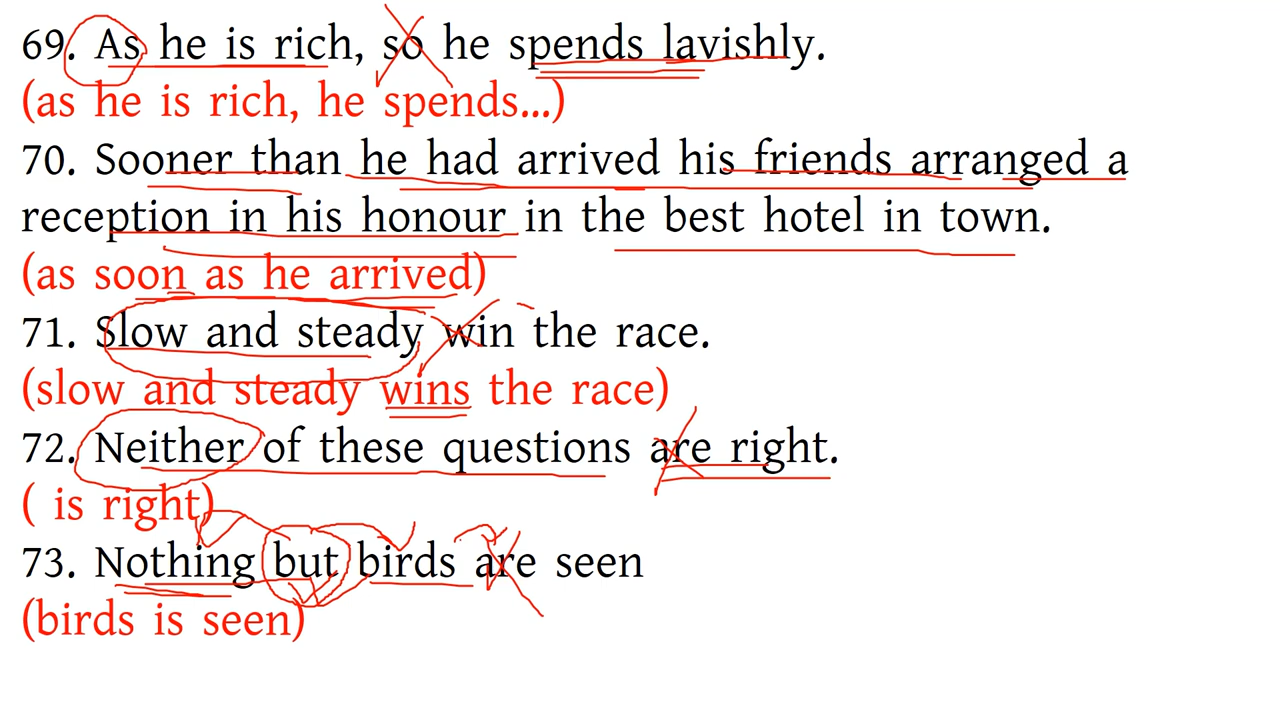 69. As he is rich, so he spends lavishly.
(as he is rich, he spends...)
70. Sooner than he had arrived his friends arranged a
reception in his honour in the best hotel in town.
(as soon as he arrived)
71. Slow and steady win the race.
(slow and steady wins the race)
72. Neither of these questions are right.
( is right)
73. Nothing but birds are seen
(birds is seen)